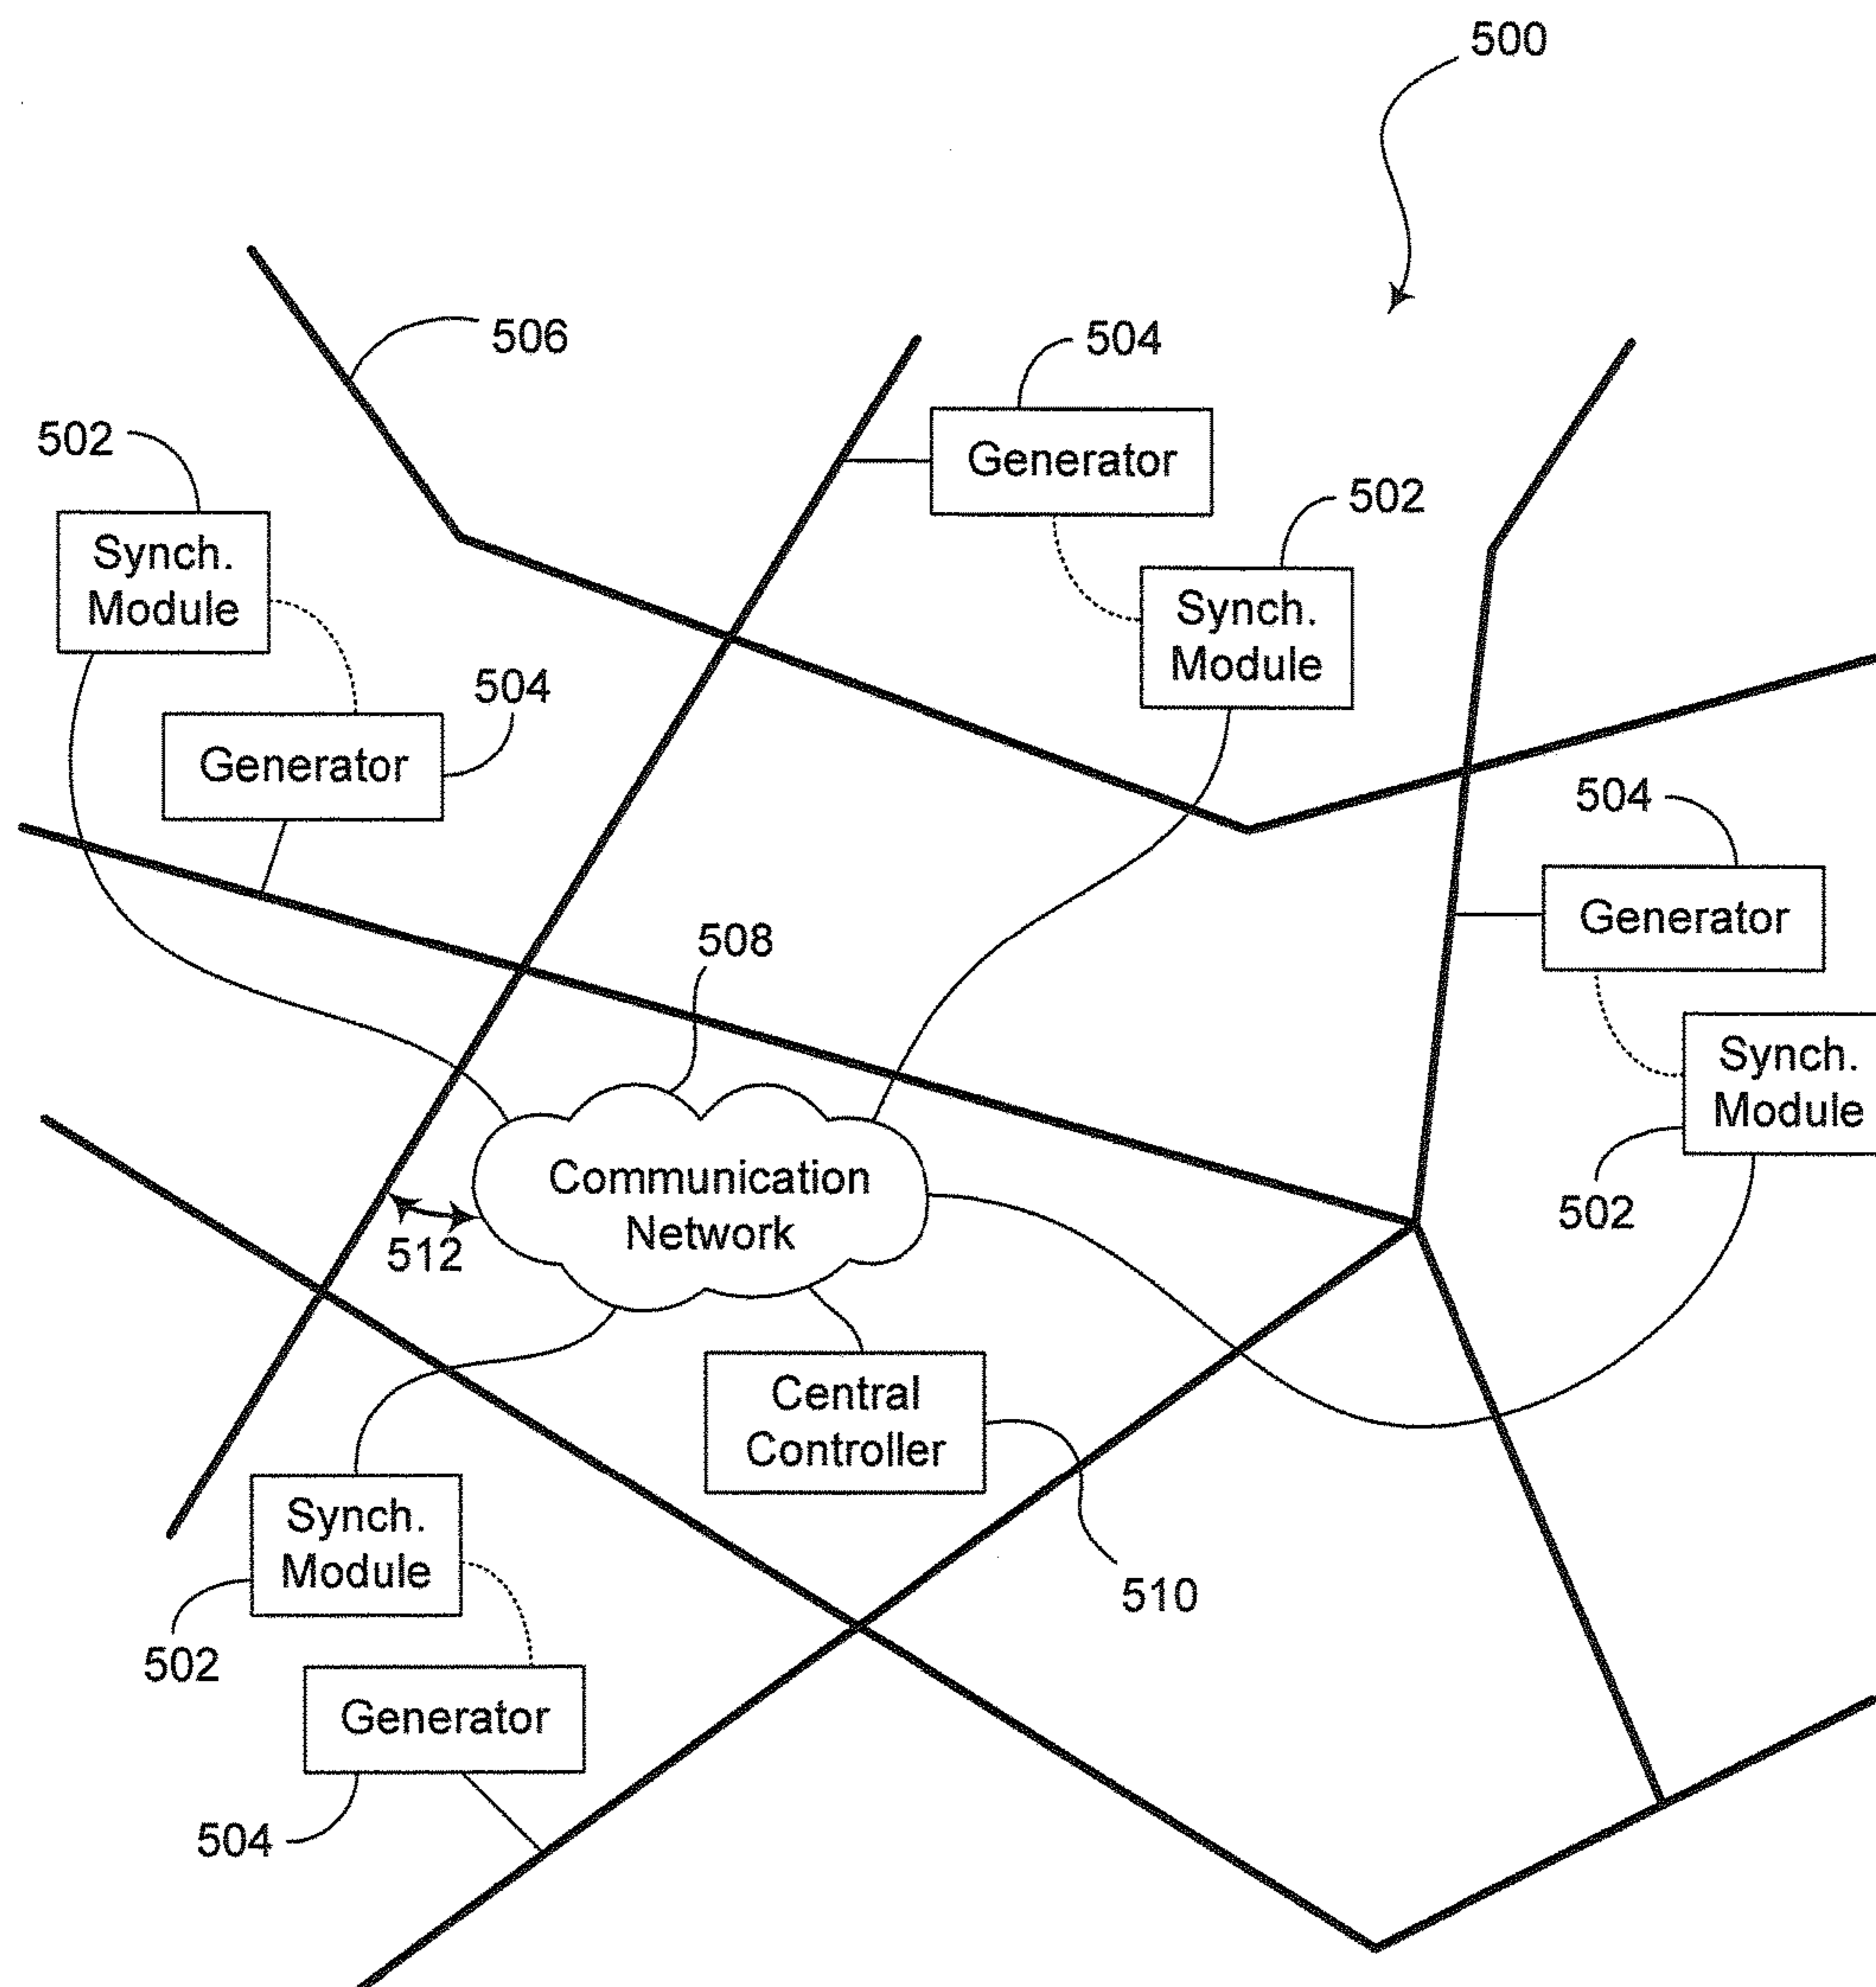 500
506
504
Generator
502
Synch.
Module
502
Synch.
Module
504
Generator
504
Generator
508
Synch.
Module
502
Communication
Network
512
Central
Controller
510
Synch.
Module
502
Generator
504